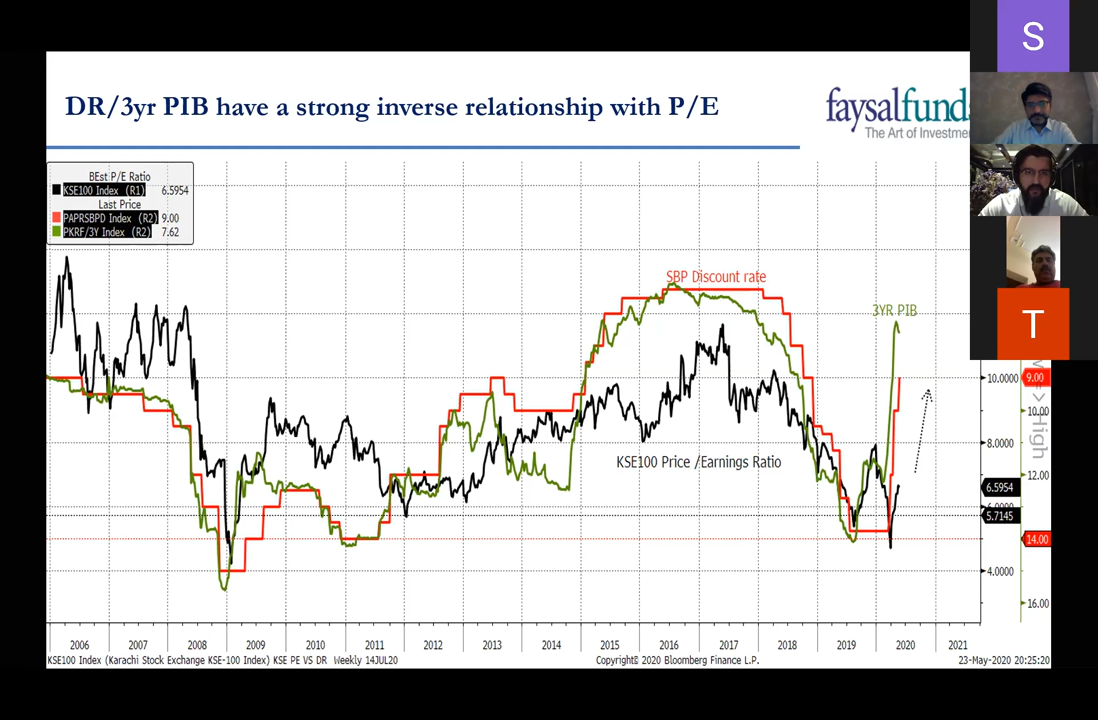 S
DR/3yr PIB have a strong inverse relationship with P/E
faysalfunds
The Art of Investment
BEst P/E Ratio
KSE100 Index (R1) 6.5954
Last Price
PAPRSBPD Index (R2) 9.00
PKRF/3Y Index (R2) 7.62
SBP Discount rate
3YR PIB
T
KSE100 Price /Earnings Ratio
10.0000
9.00
10.00
8.0000
=> High
12.00
6.5954
5.7145
14.00
4.0000
16.00
2006 2007 2008 2009 2010 2011 2012 2013 2014 2015 2016 2017 2018 2019 2020 2021
KSE100 Index (Karachi Stock Exchange KSE-100 Index) KSE PE VS DR Weekly 14JUL20
Copyright© 2020 Bloomberg Finance L.P.
23-May-2020 20:25:20